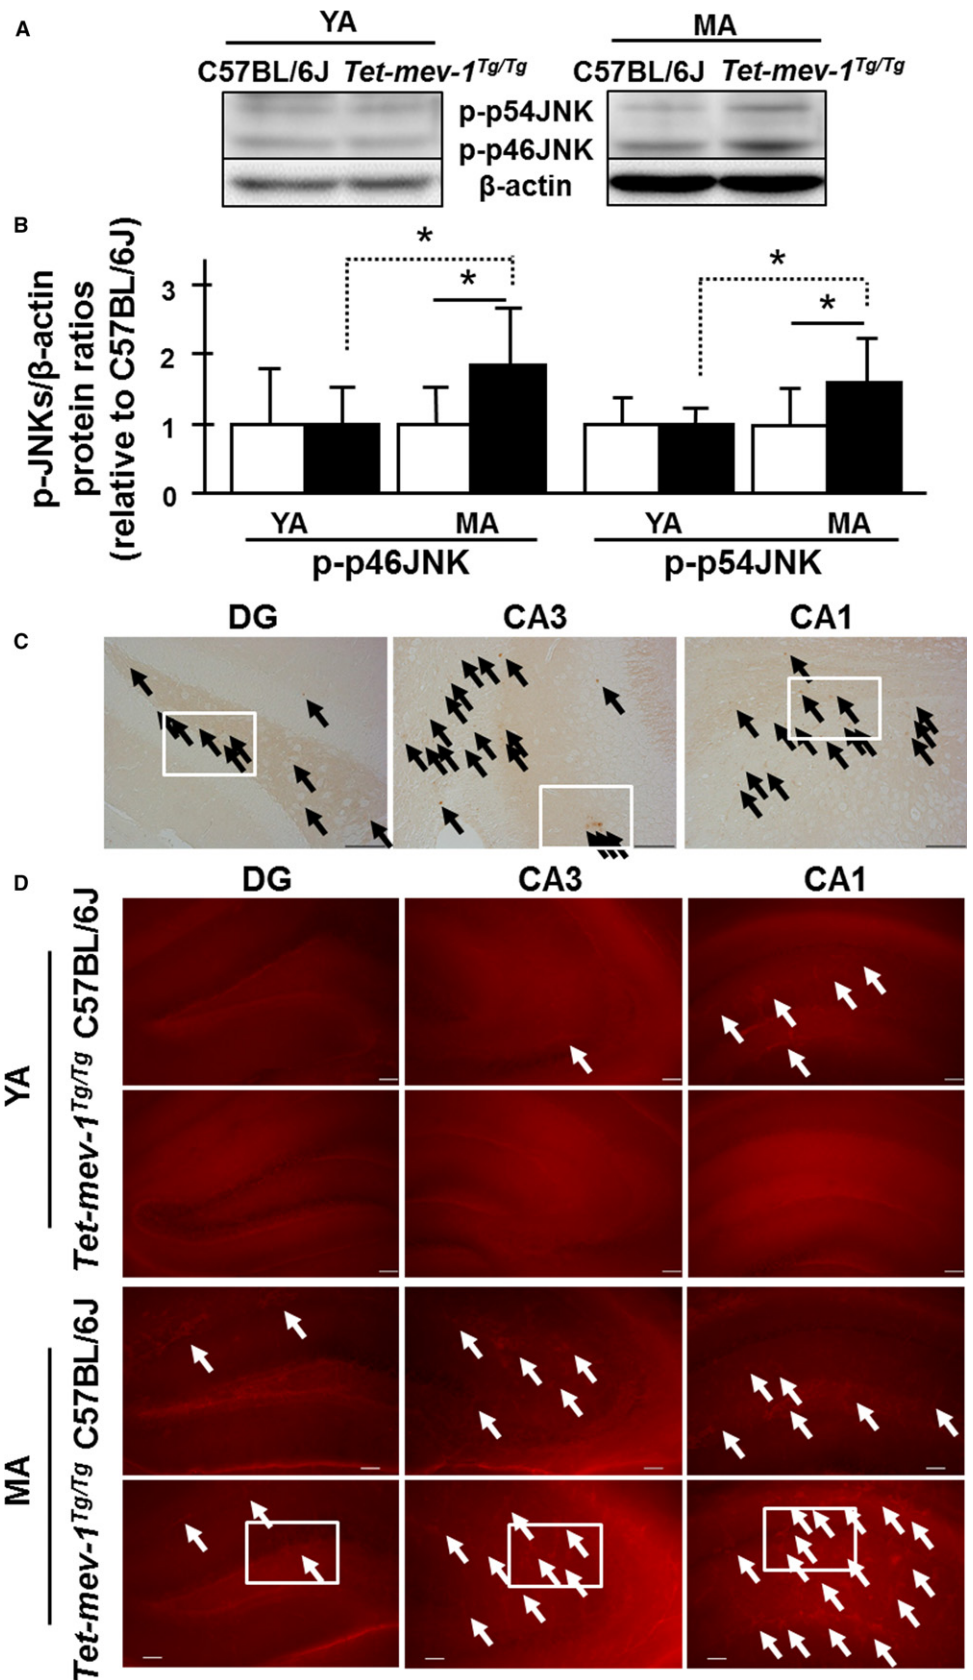 A
YA
MA
C57BL/6J Tet-mev-1Tg/Tg
C57BL/6J Tet-mev-1Tg/Tg
p-p54JNK
p-p46JNK
β-actin
B
p-JNKs/β-actin
protein ratios
(relative to C57BL/6J)
3
2
1
0
*
*
*
*
YA
MA
YA
MA
p-p46JNK
p-p54JNK
C
DG
CA3
CA1
D
DG
CA3
CA1
YA
Tet-mev-1Tg/Tg C57BL/6J
MA
Tet-mev-1Tg/Tg C57BL/6J